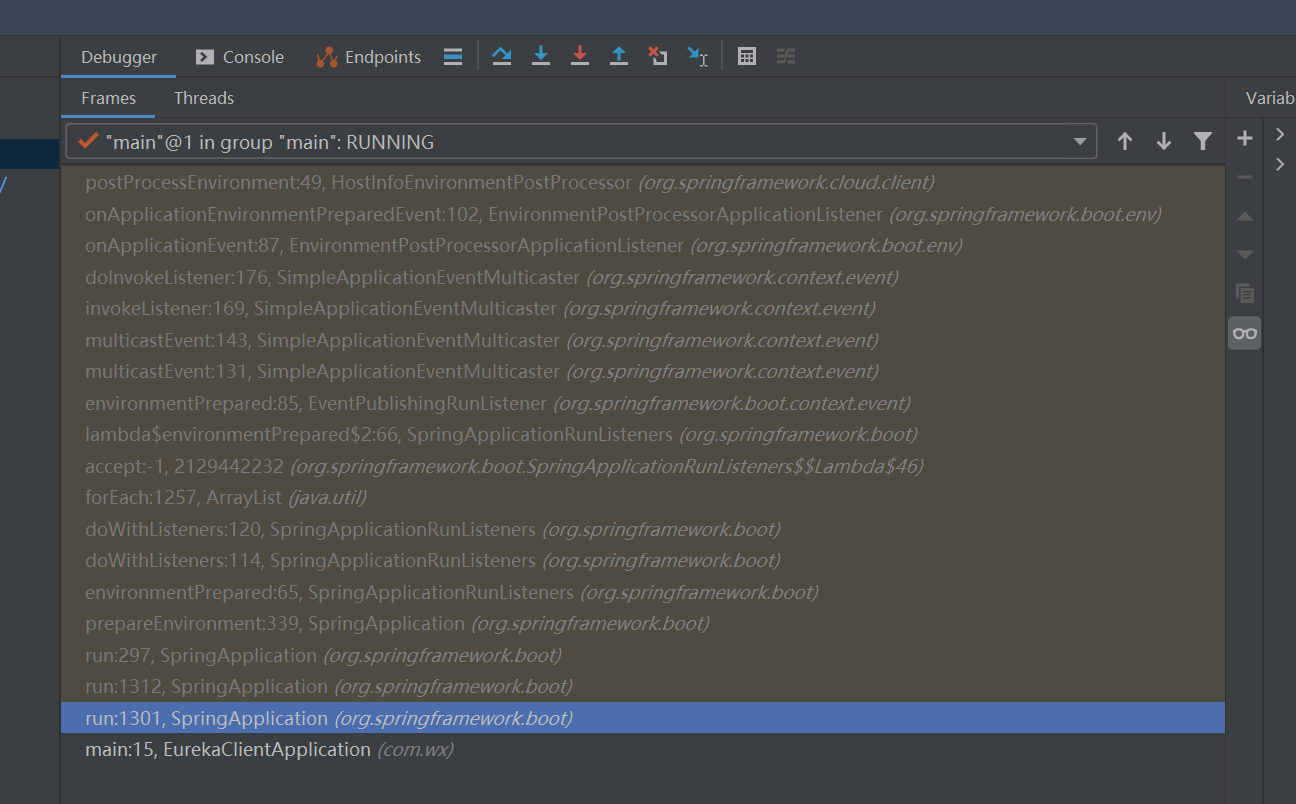 Debugger Console Endpoints
Frames Threads Variab
"main"@1 in group "main": RUNNING
postProcessEnvironment:49, HostInfoEnvironmentPostProcessor (org.springframework.cloud.client)
onApplicationEnvironmentPreparedEvent:102, EnvironmentPostProcessorApplicationListener (org.springframework.boot.env)
onApplicationEvent:87, EnvironmentPostProcessorApplicationListener (org.springframework.boot.env)
doInvokeListener:176, SimpleApplicationEventMulticaster (org.springframework.context.event)
invokeListener:169, SimpleApplicationEventMulticaster (org.springframework.context.event)
multicastEvent:143, SimpleApplicationEventMulticaster (org.springframework.context.event)
multicastEvent:131, SimpleApplicationEventMulticaster (org.springframework.context.event)
environmentPrepared:85, EventPublishingRunListener (org.springframework.boot.context.event)
lambda$environmentPrepared$2:66, SpringApplicationRunListeners (org.springframework.boot)
accept:-1, 2129442232 (org.springframework.boot.SpringApplicationRunListeners$$Lambda$46)
forEach:1257, ArrayList (java.util)
doWithListeners:120, SpringApplicationRunListeners (org.springframework.boot)
doWithListeners:114, SpringApplicationRunListeners (org.springframework.boot)
environmentPrepared:65, SpringApplicationRunListeners (org.springframework.boot)
prepareEnvironment:339, SpringApplication (org.springframework.boot)
run:297, SpringApplication (org.springframework.boot)
run:1312, SpringApplication (org.springframework.boot)
run:1301, SpringApplication (org.springframework.boot)
main:15, EurekaClientApplication (com.wx)